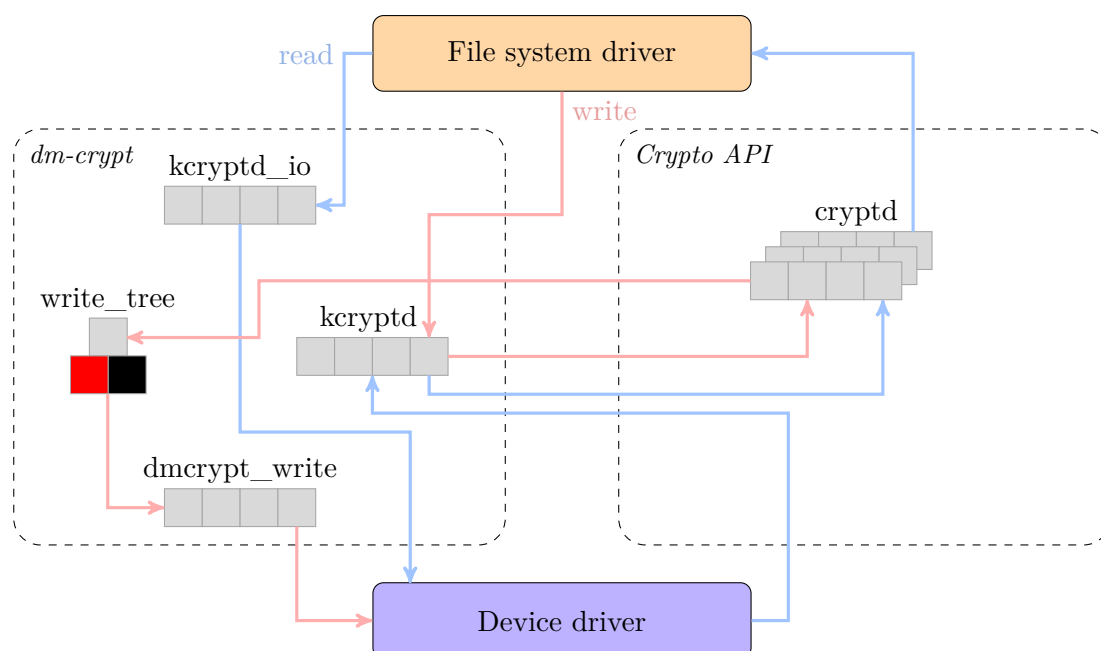 File system driver
read
write
dm-crypt
Crypto API
kcryptd_io
cryptd
write_tree
kcryptd
dmcrypt_write
Device driver